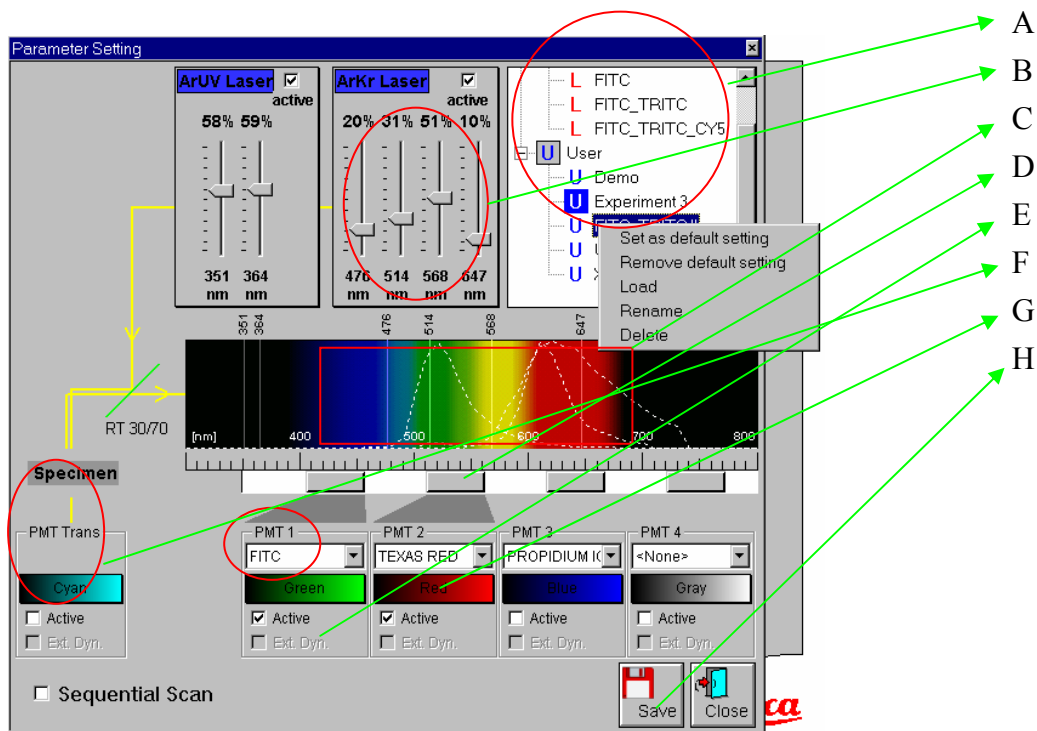 A
B
C
D
E
F
G
H
Parameter Setting
ArUV Laser
active
58% 59%
351 364
nm nm
ArKr Laser
active
20% 31% 51% 10%
476 514 568 647
nm nm nm nm
L FITC
L FITC_TRITC
L FITC_TRITC_CY5
U User
U Demo
U Experiment 3
U
U
U
Set as default setting
Remove default setting
Load
Rename
Delete
351 364 476 514 568 647
RT 30/70
[nm] 400 500 600 700 800
Specimen
PMT Trans
Cyan
Active
Ext. Dyn.
PMT 1
FITC
Green
Active
Ext. Dyn.
PMT 2
TEXAS RED
Red
Active
Ext. Dyn.
PMT 3
PROPIDIUM I(
Blue
Active
Ext. Dyn.
PMT 4
<None>
Gray
Active
Ext. Dyn.
Sequential Scan
Save
Close
ca